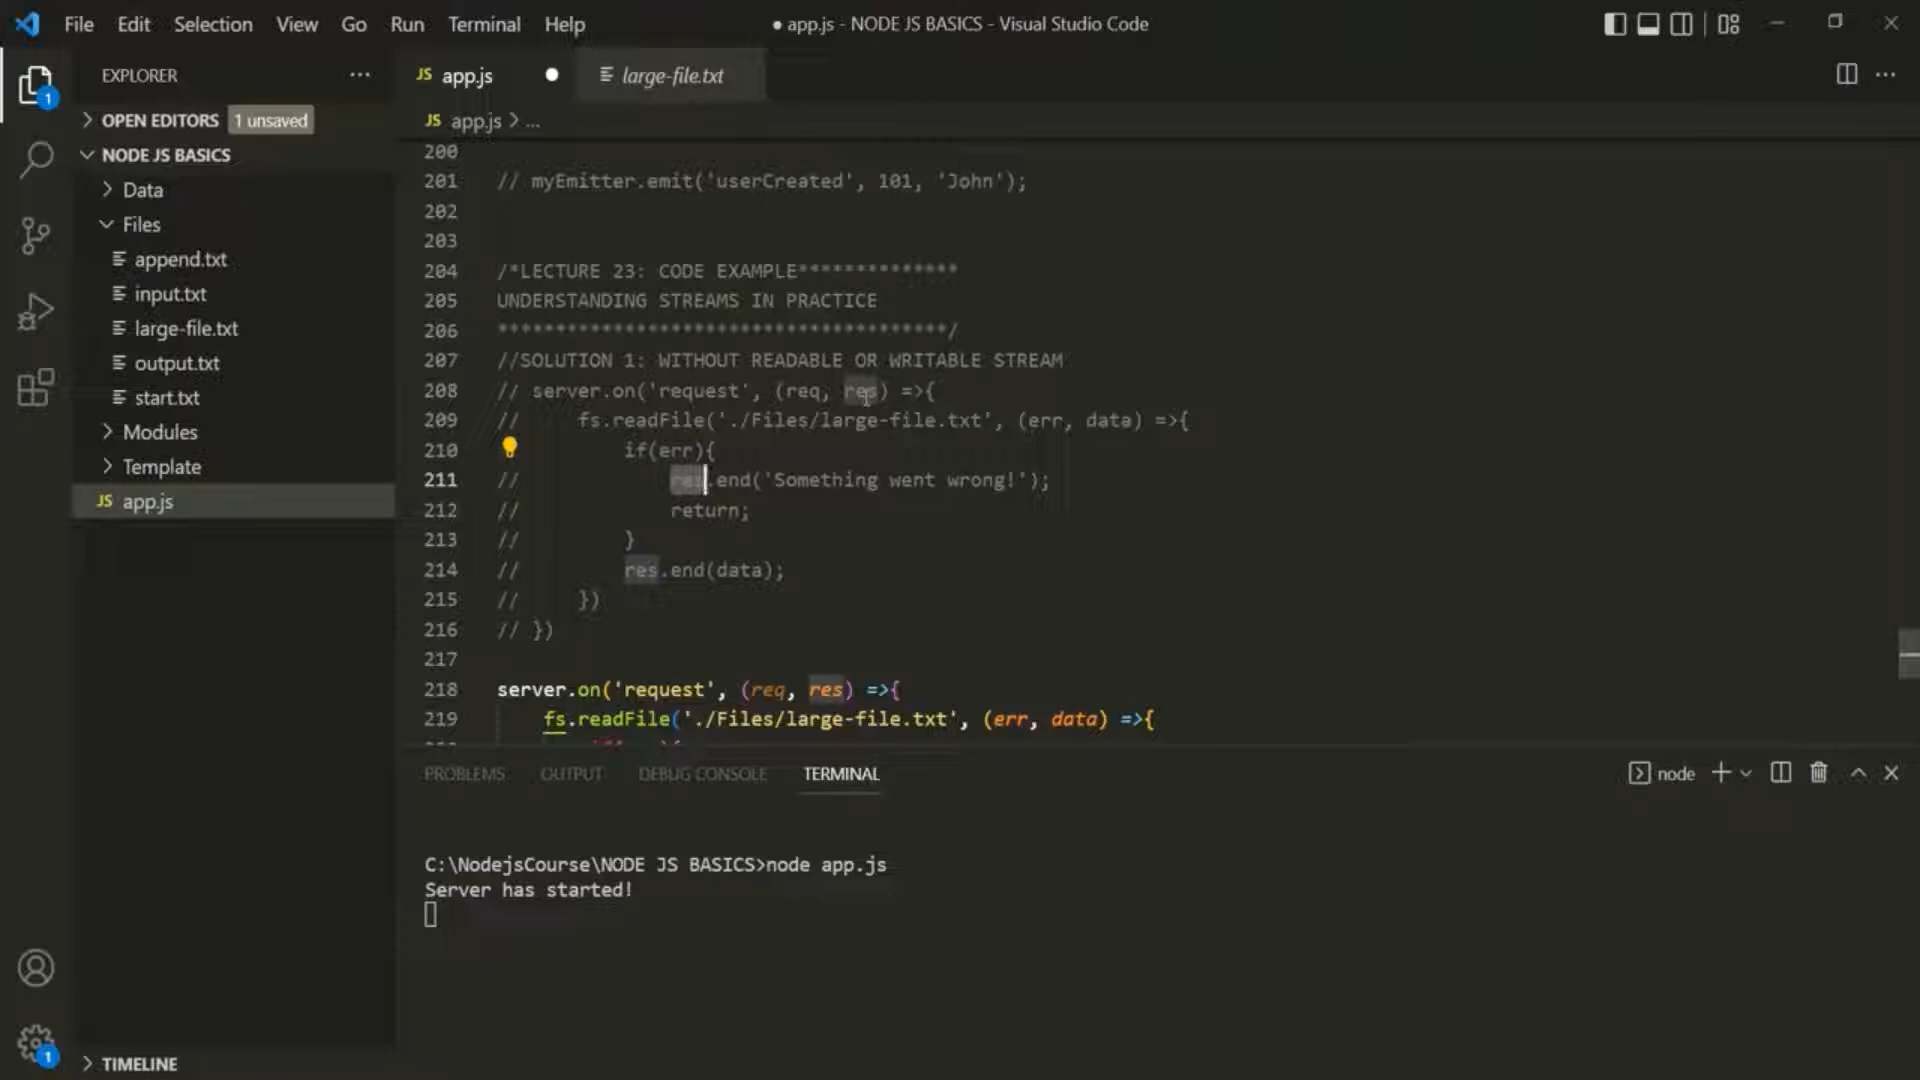 File Edit Selection View Go Run Terminal Help
● app.js - NODE JS BASICS - Visual Studio Code
EXPLORER
1
OPEN EDITORS 1 unsaved
NODE JS BASICS
Data
Files
append.txt
input.txt
large-file.txt
output.txt
start.txt
Modules
Template
JS app.js
1
TIMELINE
JS app.js
large-file.txt
JS app.js > ...
200
201 // myEmitter.emit('userCreated', 101, 'John');
202
203
204 /*LECTURE 23: CODE EXAMPLE**************
205 UNDERSTANDING STREAMS IN PRACTICE
206 ***************************************/
207 //SOLUTION 1: WITHOUT READABLE OR WRITABLE STREAM
208 // server.on('request', (req, res) =>{
209 //     fs.readFile('./Files/large-file.txt', (err, data) =>{
210         if(err){
211 //             res.end('Something went wrong!');
212 //             return;
213 //         }
214 //         res.end(data);
215 //     })
216 // })
217
218 server.on('request', (req, res) =>{
219     fs.readFile('./Files/large-file.txt', (err, data) =>{
PROBLEMS OUTPUT DEBUG CONSOLE TERMINAL
node
C:\NodejsCourse\NODE JS BASICS>node app.js
Server has started!